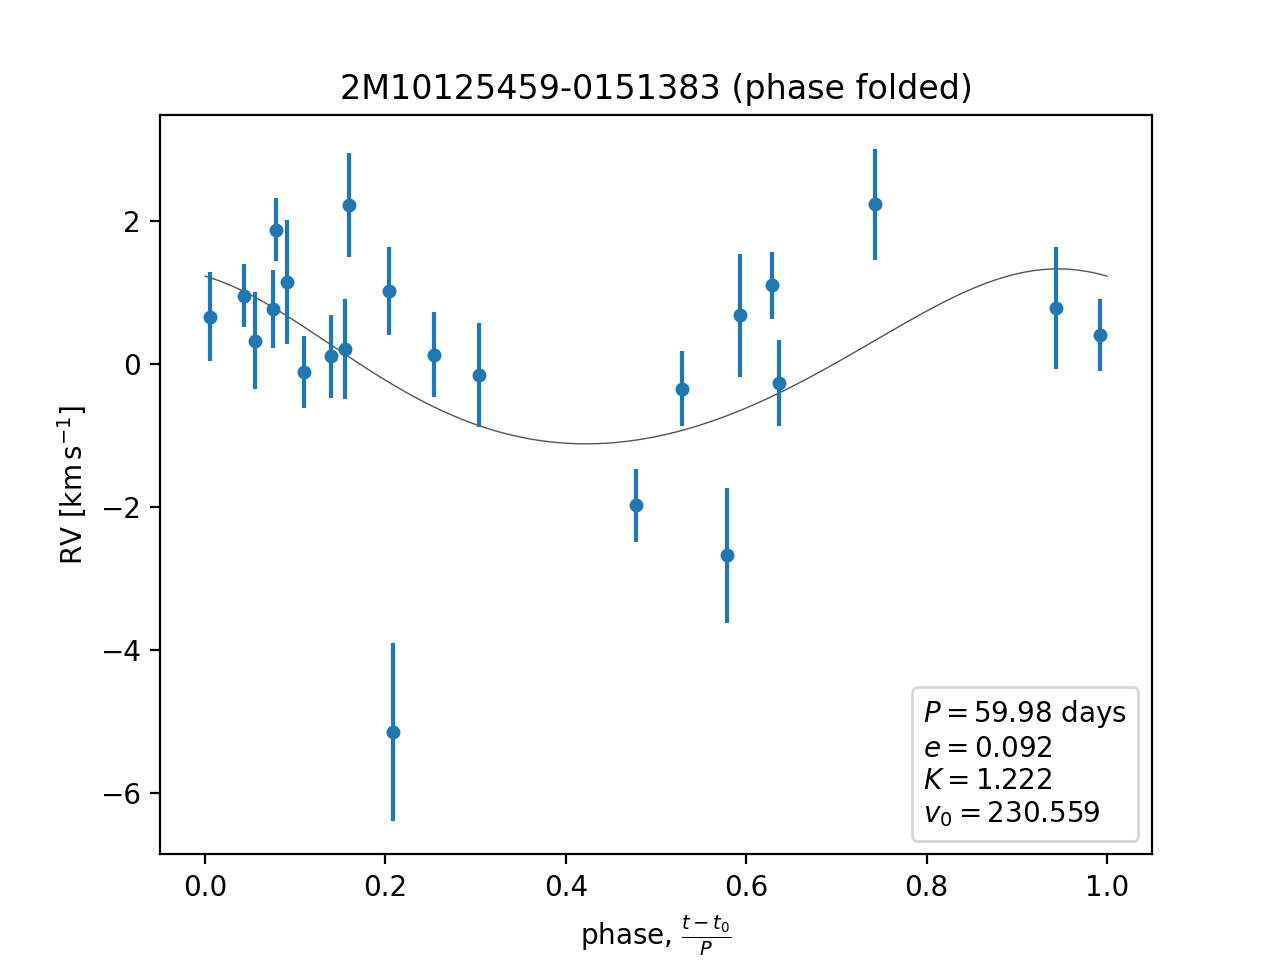 2M10125459-0151383 (phase folded)
RV [km s⁻¹]
2
0
−2
−4
−6
P = 59.98 days
e = 0.092
K = 1.222
v₀ = 230.559
0.0 0.2 0.4 0.6 0.8 1.0
phase, (t − t₀)/P